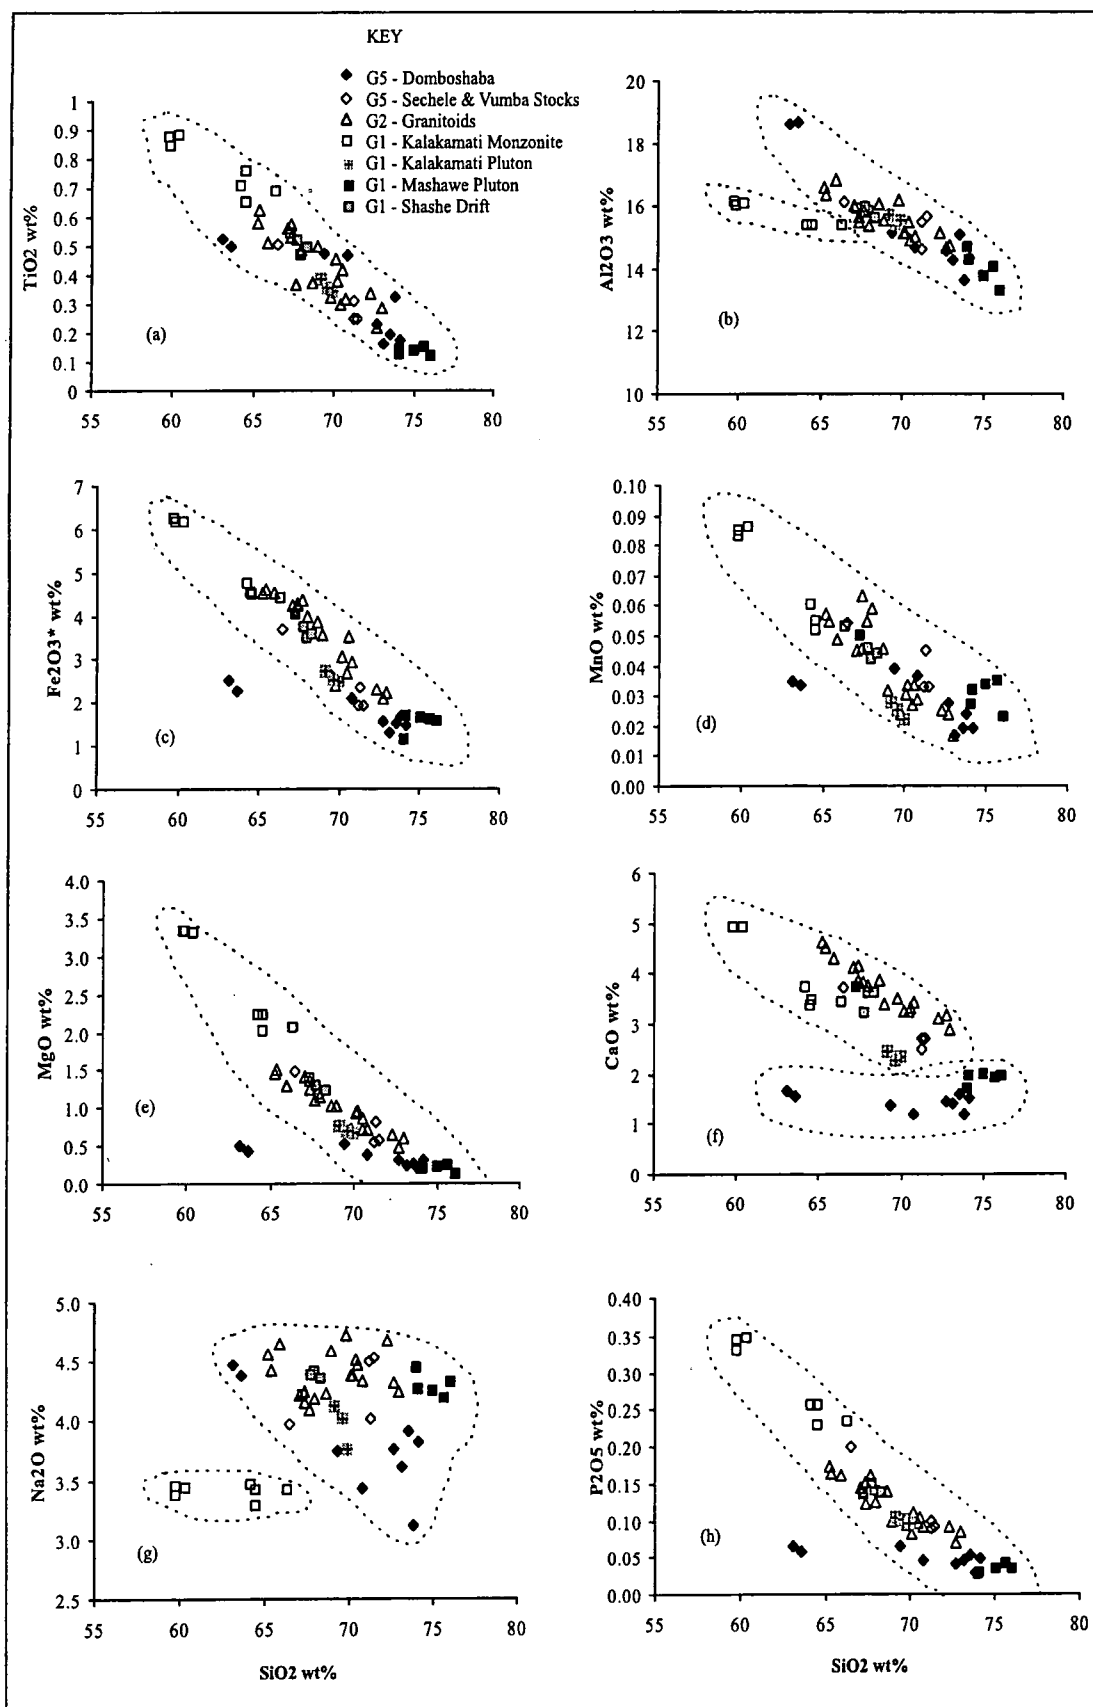 KEY
G5 - Domboshaba
G5 - Sechele & Vumba Stocks
G2 - Granitoids
G1 - Kalakamati Monzonite
G1 - Kalakamati Pluton
G1 - Mashawe Pluton
G1 - Shashe Drift
TiO2 wt%
1
0.9
0.8
0.7
0.6
0.5
0.4
0.3
0.2
0.1
0
(a)
55 60 65 70 75 80
Al2O3 wt%
20
18
16
14
12
10
(b)
55 60 65 70 75 80
Fe2O3* wt%
7
6
5
4
3
2
1
0
(c)
55 60 65 70 75 80
MnO wt%
0.10
0.09
0.08
0.07
0.06
0.05
0.04
0.03
0.02
0.01
0.00
(d)
55 60 65 70 75 80
MgO wt%
4.0
3.5
3.0
2.5
2.0
1.5
1.0
0.5
0.0
(e)
55 60 65 70 75 80
CaO wt%
6
5
4
3
2
1
0
(f)
55 60 65 70 75 80
Na2O wt%
5.0
4.5
4.0
3.5
3.0
2.5
(g)
55 60 65 70 75 80
SiO2 wt%
P2O5 wt%
0.40
0.35
0.30
0.25
0.20
0.15
0.10
0.05
0.00
(h)
55 60 65 70 75 80
SiO2 wt%